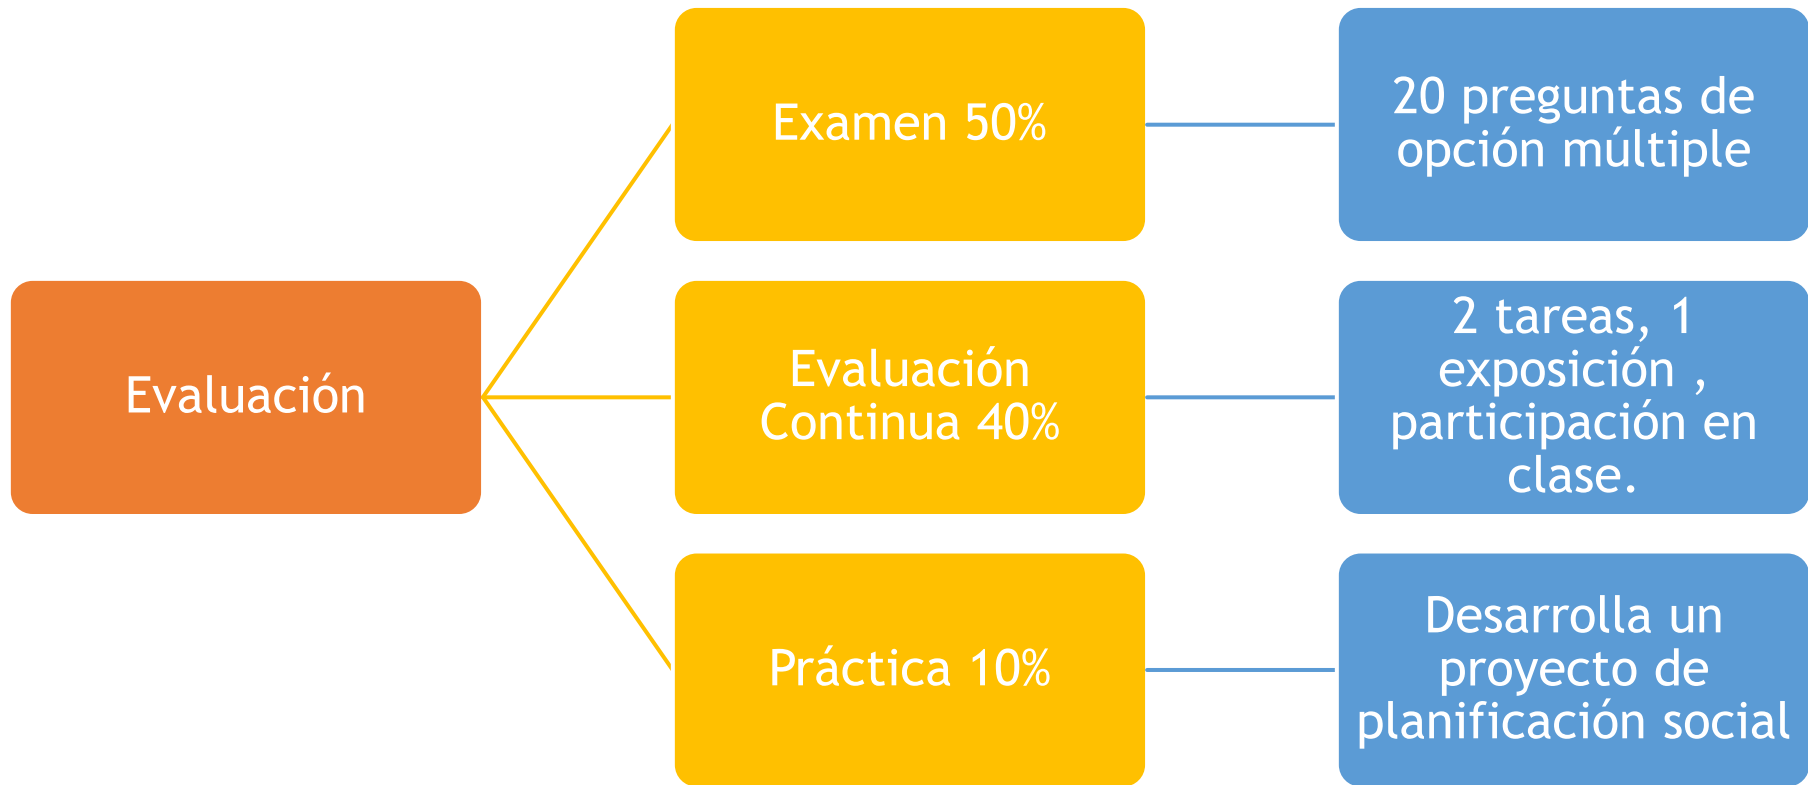 Evaluación
Examen 50%
20 preguntas de
opción múltiple
Evaluación
Continua 40%
2 tareas, 1
exposición ,
participación en
clase.
Práctica 10%
Desarrolla un
proyecto de
planificación social